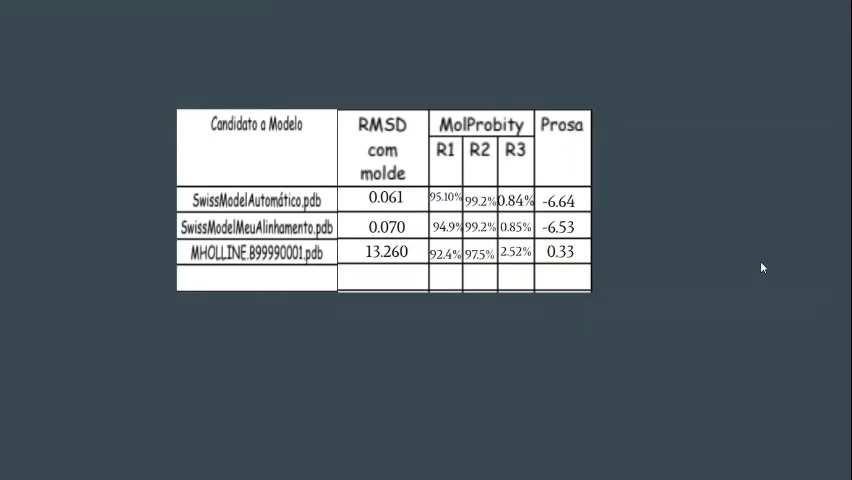 Candidato a Modelo RMSD com molde MolProbity Prosa
R1 R2 R3
SwissModelAutomático.pdb 0.061 95.10% 99.2% 0.84% -6.64
SwissModelMeuAlinhamento.pdb 0.070 94.9% 99.2% 0.85% -6.53
MHOLLINE.B99990001.pdb 13.260 92.4% 97.5% 2.52% 0.33